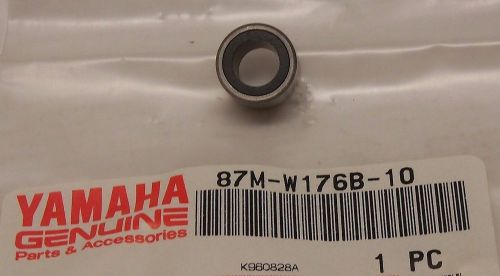 87M-W176B-10
YAMAHA
GENUINE
Parts & Accessories
K960828A
1 PC